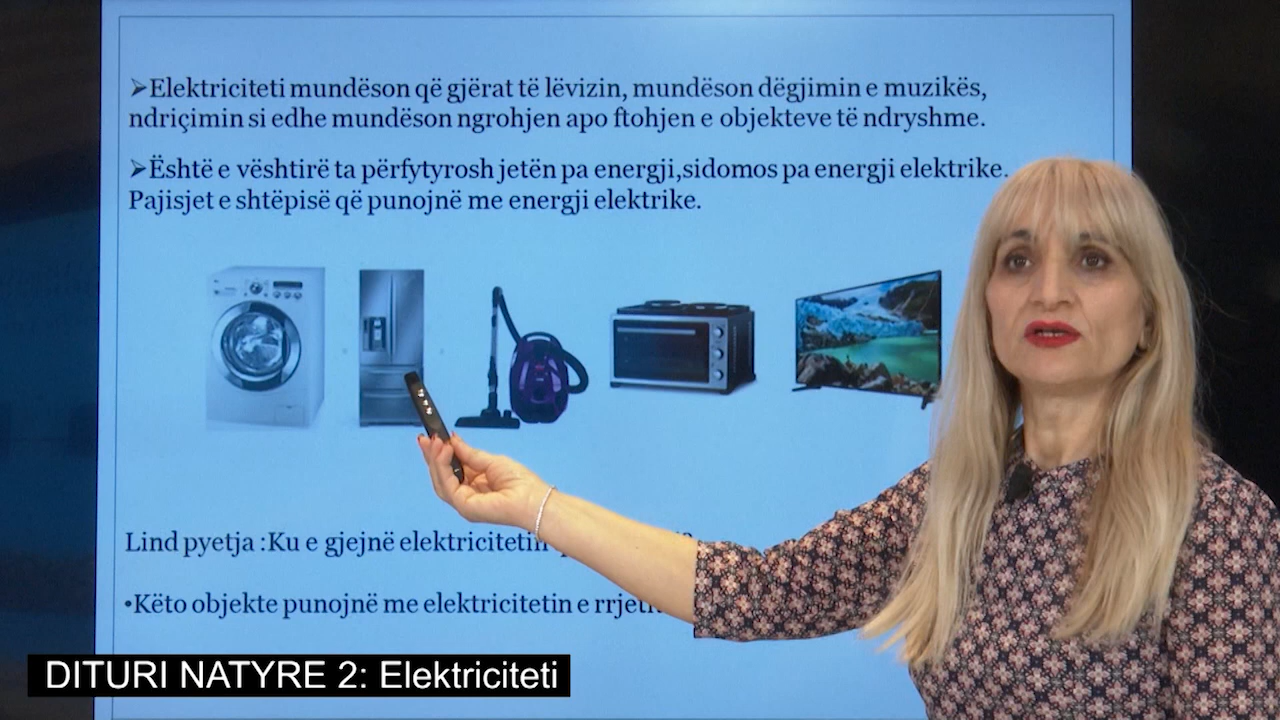 ➢Elektriciteti mundëson që gjërat të lëvizin, mundëson dëgjimin e muzikës,
ndriçimin si edhe mundëson ngrohjen apo ftohjen e objekteve të ndryshme.
➢Është e vështirë ta përfytyrosh jetën pa energji,sidomos pa energji elektrike.
Pajisjet e shtëpisë që punojnë me energji elektrike.
Lind pyetja :Ku e gjejnë elektricitetin
•Këto objekte punojnë me elektricitetin e
DITURI NATYRE 2: Elektriciteti